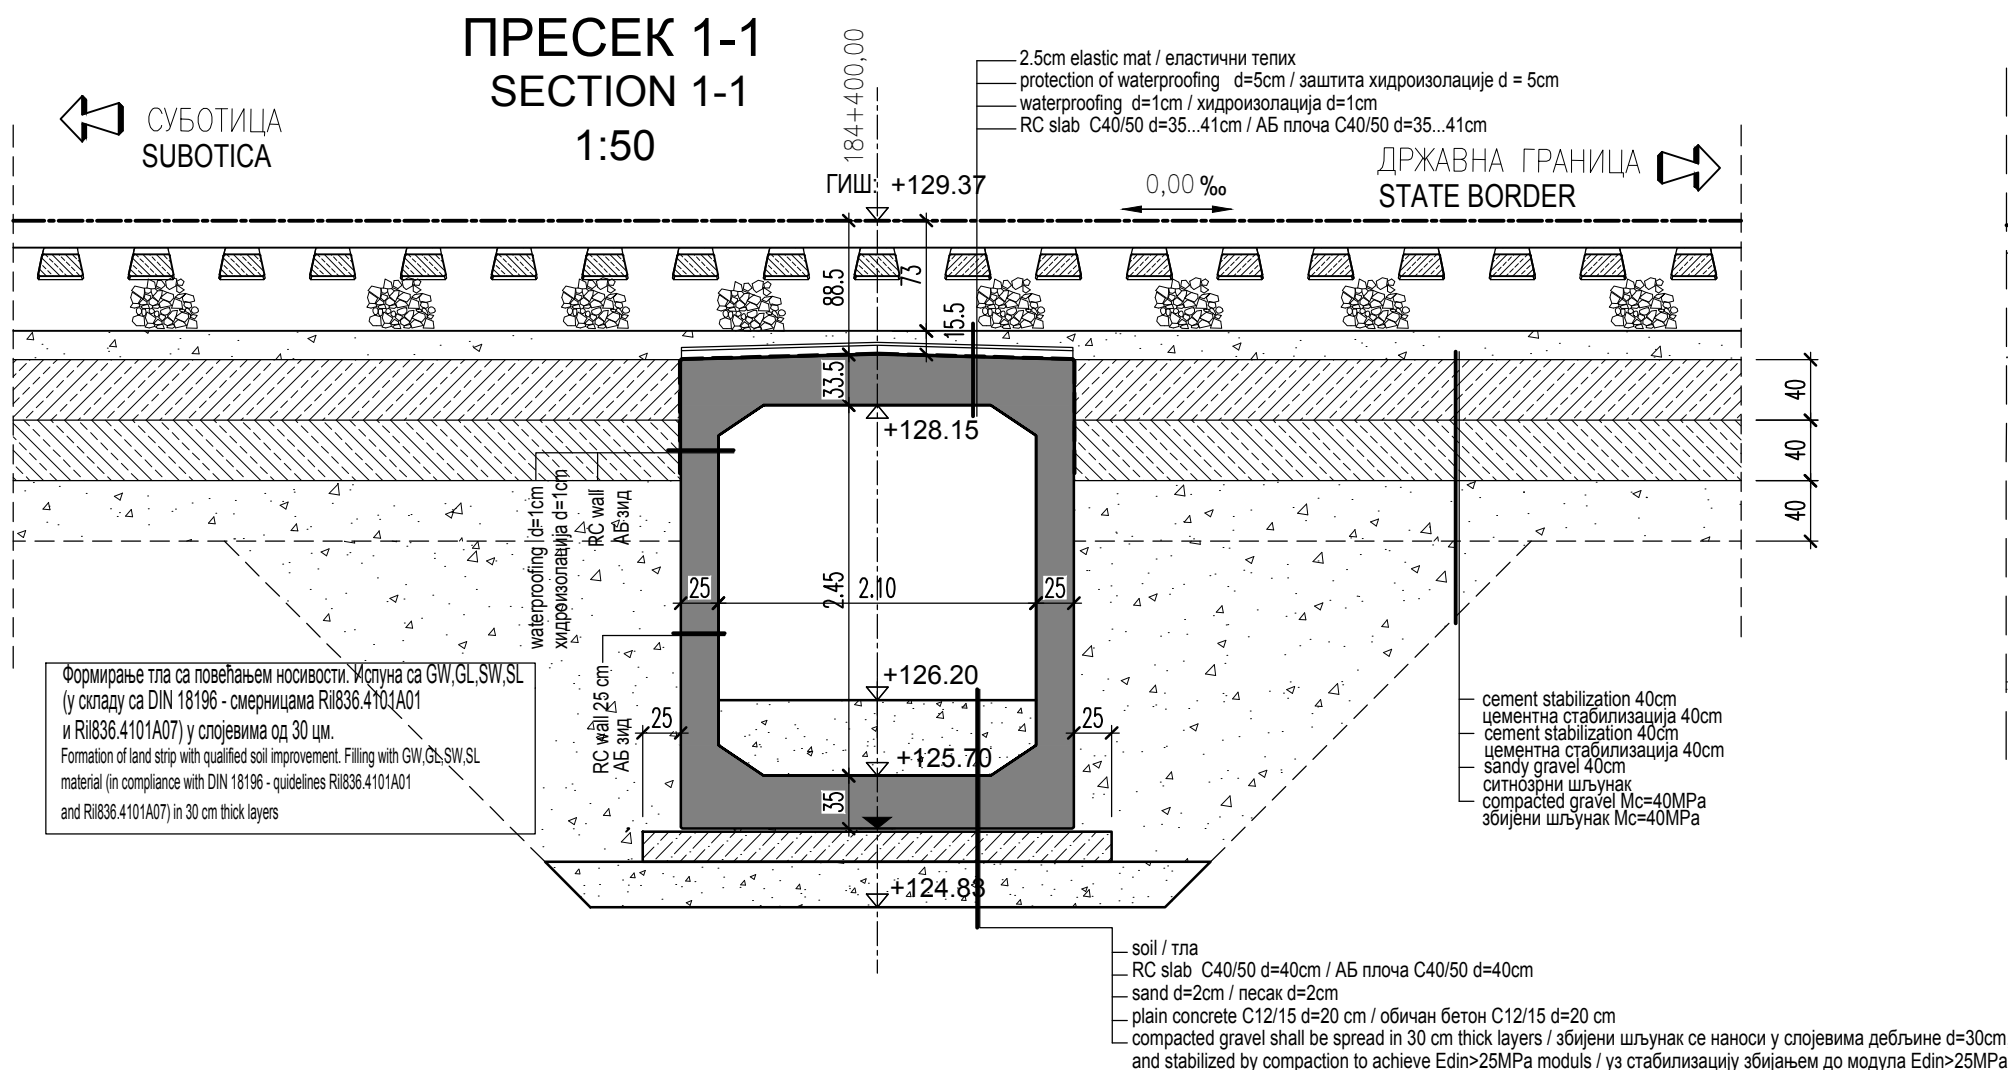 ПРЕСЕК 1-1
SECTION 1-1
1:50
СУБОТИЦА
SUBOTICA
184+400,00
ГИШ: +129.37
2.5cm elastic mat / еластични тепих
protection of waterproofing d=5cm / заштита хидроизолације d = 5cm
waterproofing d=1cm / хидроизолација d=1cm
RC slab C40/50 d=35...41cm / АБ плоча C40/50 d=35...41cm
0,00 ‰
ДРЖАВНА ГРАНИЦА
STATE BORDER
88.5
73
15.5
33.5
+128.15
40
40
40
waterproofing d=1cm
хидроизолација d=1cm
RC wall
АБ зид
25
2.45
2.10
25
RC wall 25 cm
АБ зид
+126.20
25
25
+125.70
35
+124.83
Формирање тла са повећањем носивости. Испуна са GW,GL,SW,SL
(у складу са DIN 18196 - смерницама Ril836.4101A01
и Ril836.4101A07) у слојевима од 30 цм.
Formation of land strip with qualified soil improvement. Filling with GW,GL,SW,SL
material (in compliance with DIN 18196 - quidelines Ril836.4101A01
and Ril836.4101A07) in 30 cm thick layers
cement stabilization 40cm
цементна стабилизација 40cm
cement stabilization 40cm
цементна стабилизација 40cm
sandy gravel 40cm
ситнозрни шљунак
compacted gravel Mc=40MPa
збијени шљунак Mc=40MPa
soil / тла
RC slab C40/50 d=40cm / АБ плоча C40/50 d=40cm
sand d=2cm / песак d=2cm
plain concrete C12/15 d=20 cm / обичан бетон C12/15 d=20 cm
compacted gravel shall be spread in 30 cm thick layers / збијени шљунак се наноси у слојевима дебљине d=30cm
and stabilized by compaction to achieve Edin>25MPa moduls / уз стабилизацију збијањем до модула Edin>25MPa